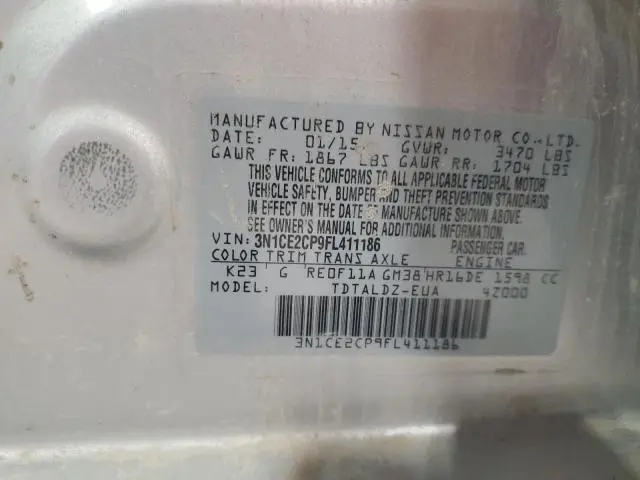 MANUFACTURED BY NISSAN MOTOR CO., LTD.
DATE: 01/15 GVWR: 3470 LBS
GAWR FR: 1867 LBS GAWR RR: 1704 LBS
THIS VEHICLE CONFORMS TO ALL APPLICABLE FEDERAL MOTOR
VEHICLE SAFETY, BUMPER AND THEFT PREVENTION STANDARDS
IN EFFECT ON THE DATE OF MANUFACTURE SHOWN ABOVE.
SEE OWNER'S MANUAL FOR ADDITIONAL INFORMATION.
VIN: 3N1CE2CP9FL411186 PASSENGER CAR
COLOR TRIM TRANS AXLE ENGINE
K23 G RE0F11A GM38 HR16DE 1598 CC
MODEL: TDTALDZ-EUA 4Z000
3N1CE2CP9FL411186